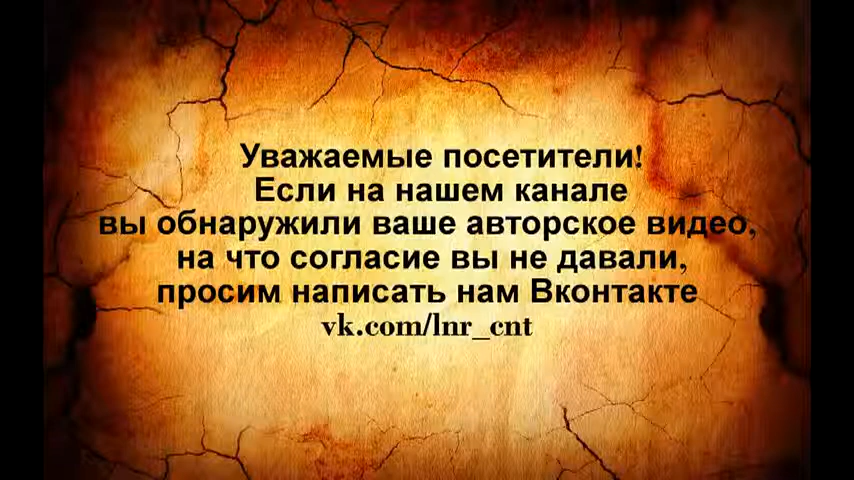 Уважаемые посетители!
Если на нашем канале
вы обнаружили ваше авторское видео,
на что согласие вы не давали,
просим написать нам Вконтакте
vk.com/lnr_cnt